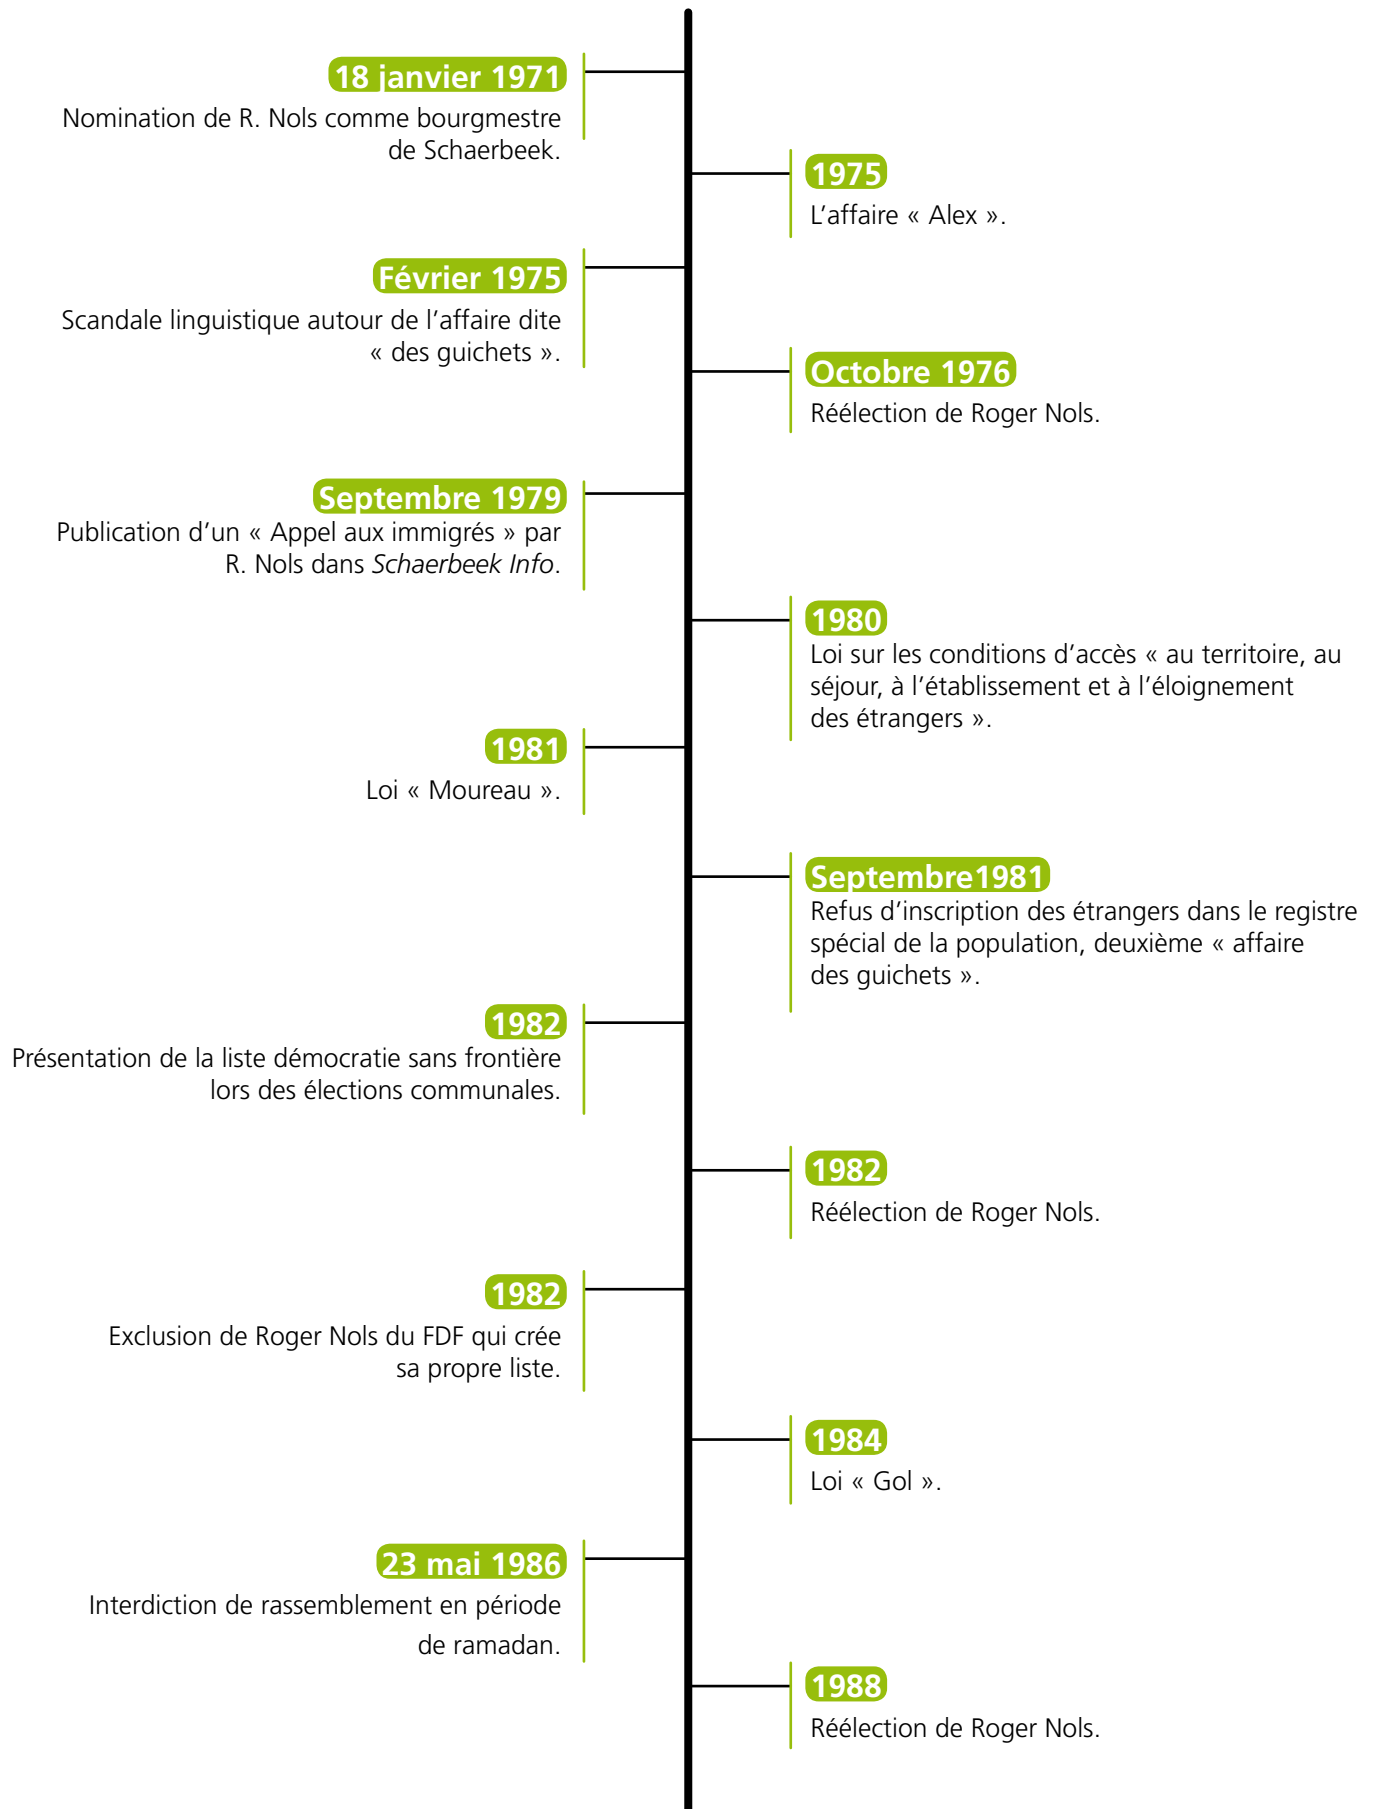 18 janvier 1971
Nomination de R. Nols comme bourgmestre
de Schaerbeek.
1975
L’affaire « Alex ».
Février 1975
Scandale linguistique autour de l’affaire dite
« des guichets ».
Octobre 1976
Réélection de Roger Nols.
Septembre 1979
Publication d’un « Appel aux immigrés » par
R. Nols dans Schaerbeek Info.
1980
Loi sur les conditions d’accès « au territoire, au
séjour, à l’établissement et à l’éloignement
des étrangers ».
1981
Loi « Moureau ».
Septembre1981
Refus d’inscription des étrangers dans le registre
spécial de la population, deuxième « affaire
des guichets ».
1982
Présentation de la liste démocratie sans frontière
lors des élections communales.
1982
Réélection de Roger Nols.
1982
Exclusion de Roger Nols du FDF qui crée
sa propre liste.
1984
Loi « Gol ».
23 mai 1986
Interdiction de rassemblement en période
de ramadan.
1988
Réélection de Roger Nols.